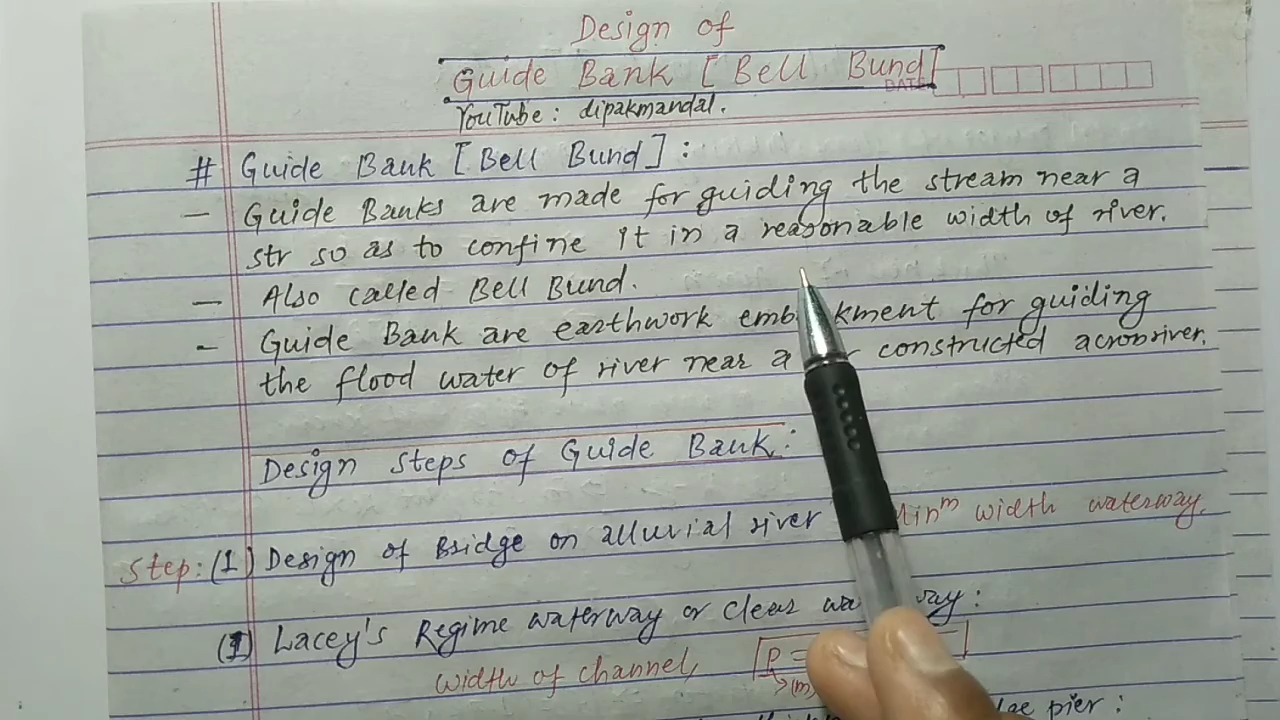 Design of
Guide Bank [Bell Bund]
DATE
YouTube: dipakmandal.
# Guide Bank [Bell Bund] :
— Guide Banks are made for guiding the stream near a
str so as to confine it in a reasonable width of river.
— Also called Bell Bund.
- Guide Bank are earthwork emb kment for guiding
the flood water of river near a constructed across river.
Design steps of Guide Bank:
Step: (1) Design of Bridge on alluvial river Minm width waterway.
(1) Lacey's Regime waterway or Clear wa way:
width of channel, P =
(m)
pier :